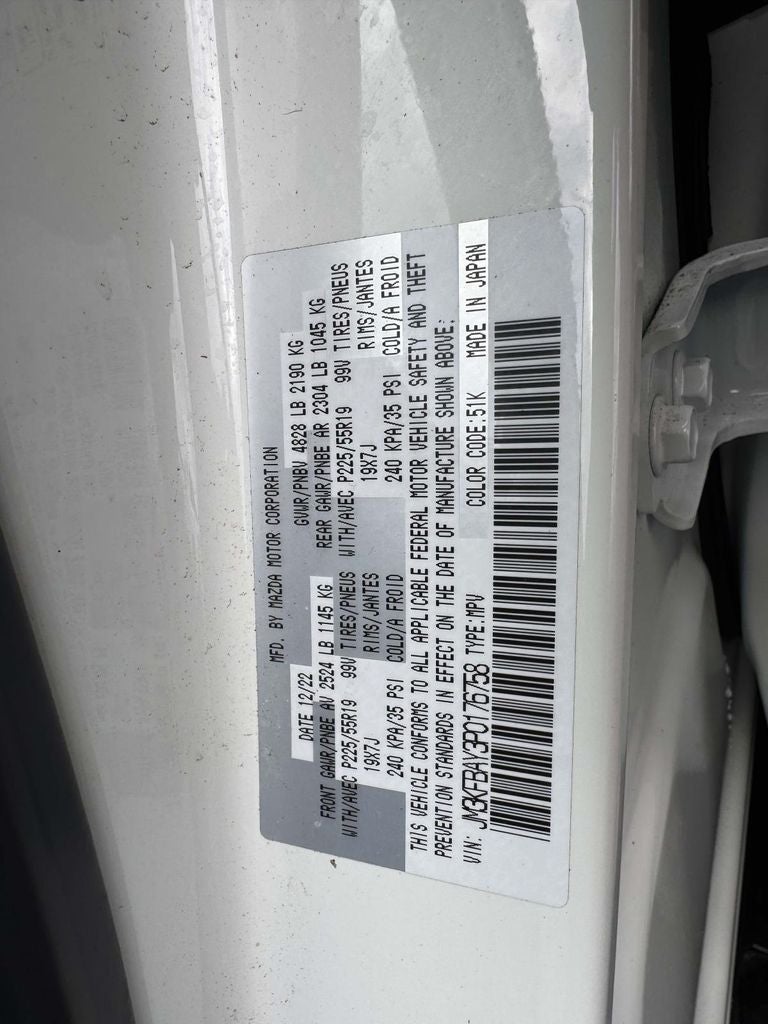 MFD. BY MAZDA MOTOR CORPORATION
DATE 12/22 GVWR/PNBV 4828 LB 2190 KG
FRONT GAWR/PNBE AV 2524 LB 1145 KG REAR GAWR/PNBE AR 2304 LB 1045 KG
WITH/AVEC P225/55R19 99V TIRES/PNEUS WITH/AVEC P225/55R19 99V TIRES/PNEUS
19X7J RIMS/JANTES 19X7J RIMS/JANTES
240 KPA/35 PSI COLD/A FROID 240 KPA/35 PSI COLD/A FROID
THIS VEHICLE CONFORMS TO ALL APPLICABLE FEDERAL MOTOR VEHICLE SAFETY AND THEFT
PREVENTION STANDARDS IN EFFECT ON THE DATE OF MANUFACTURE SHOWN ABOVE.
VIN: JM3KFBAY3P0176758 TYPE:MPV COLOR CODE:51K MADE IN JAPAN